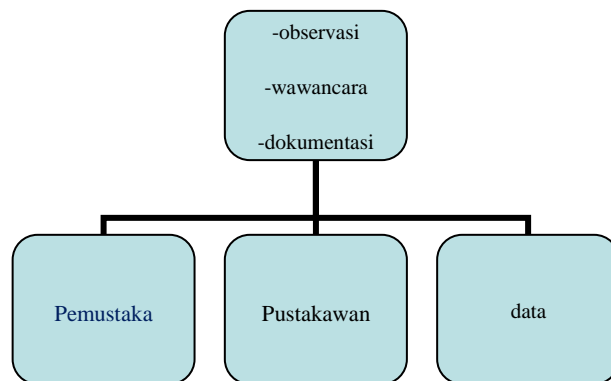 -observasi
-wawancara
-dokumentasi
Pemustaka
Pustakawan
data